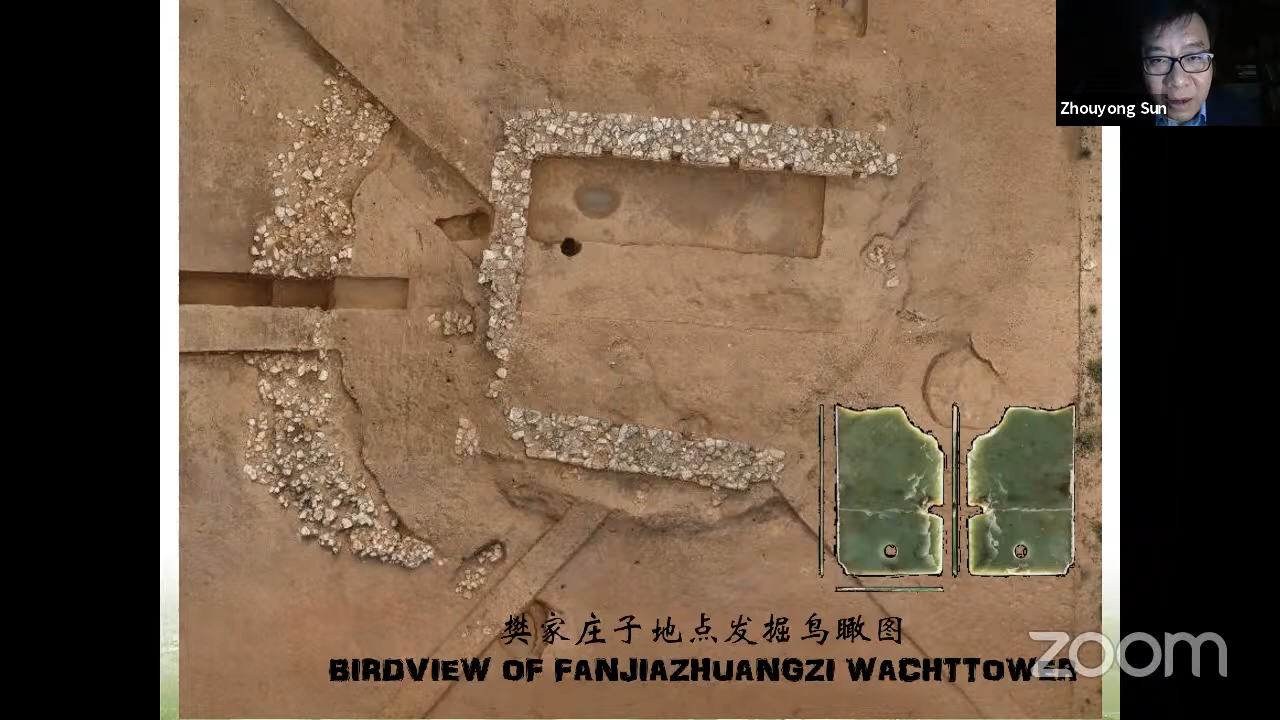 Zhouyong Sun
樊家庄子地点发掘鸟瞰图
BIRDVIEW OF FANJIAZHUANGZI WACHTTOWER
zoom